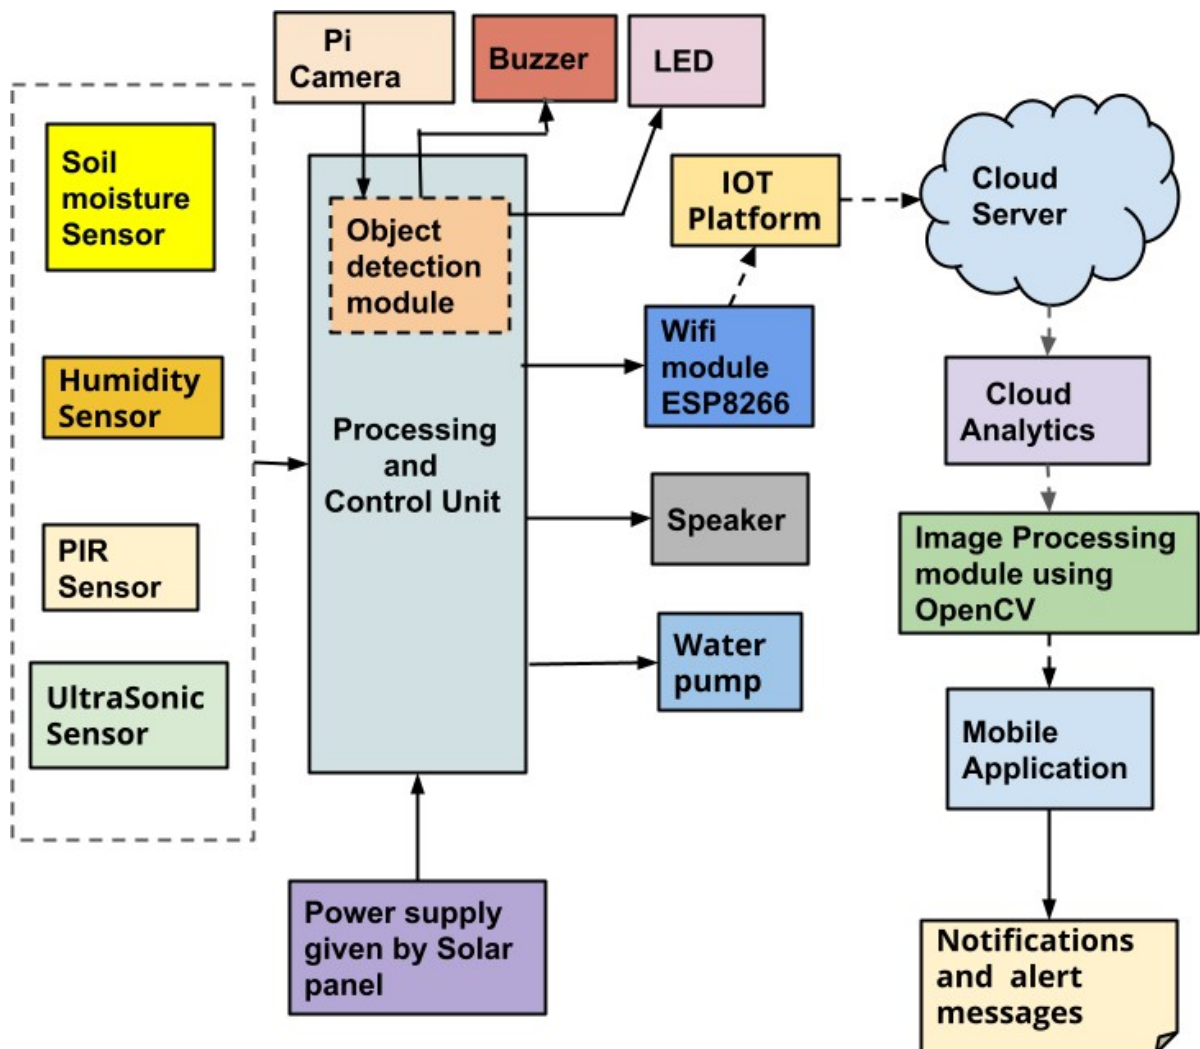 Pi
Camera
Buzzer
LED
Soil
moisture
Sensor
Humidity
Sensor
PIR
Sensor
UltraSonic
Sensor
Object
detection
module
Processing
and
Control Unit
Power supply
given by Solar
panel
IOT
Platform
Wifi
module
ESP8266
Speaker
Water
pump
Cloud
Server
Cloud
Analytics
Image Processing
module using
OpenCV
Mobile
Application
Notifications
and alert
messages